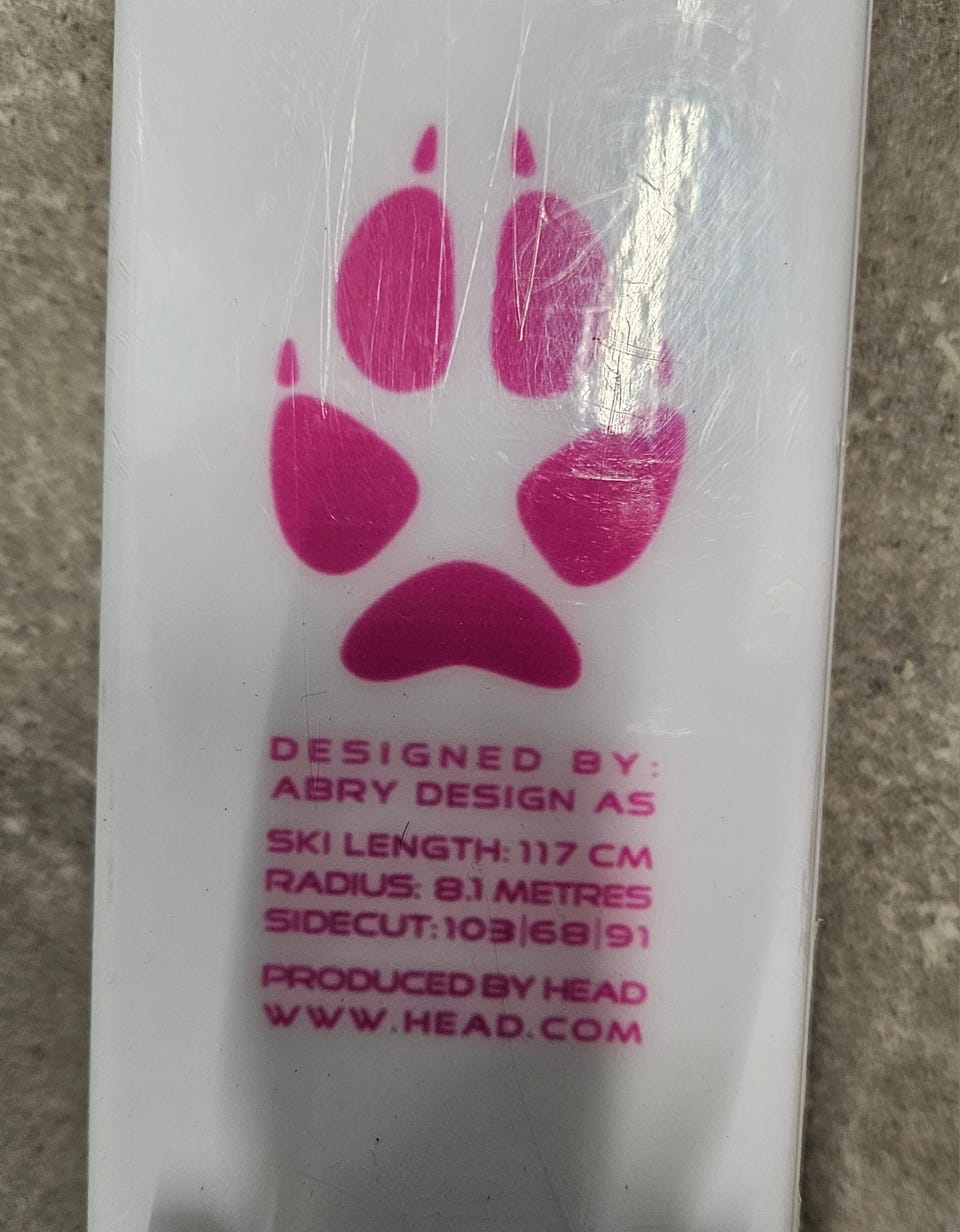 DESIGNED BY:
ABRY DESIGN AS
SKI LENGTH: 117 CM
RADIUS: 8.1 METRES
SIDECUT: 103|68|91
PRODUCED BY HEAD
WWW.HEAD.COM